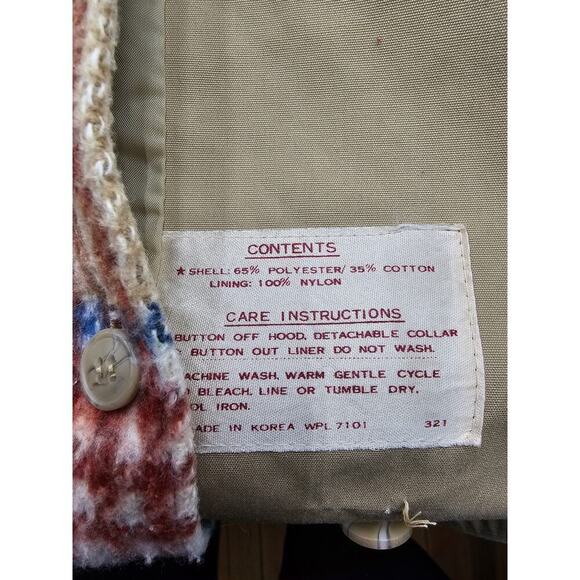 CONTENTS
★ SHELL: 65% POLYESTER/ 35% COTTON
LINING: 100% NYLON
CARE INSTRUCTIONS
BUTTON OFF HOOD, DETACHABLE COLLAR
BUTTON OUT LINER DO NOT WASH.
ACHINE WASH, WARM GENTLE CYCLE
O BLEACH, LINE OR TUMBLE DRY,
OOL IRON.
ADE IN KOREA WPL 7101 321